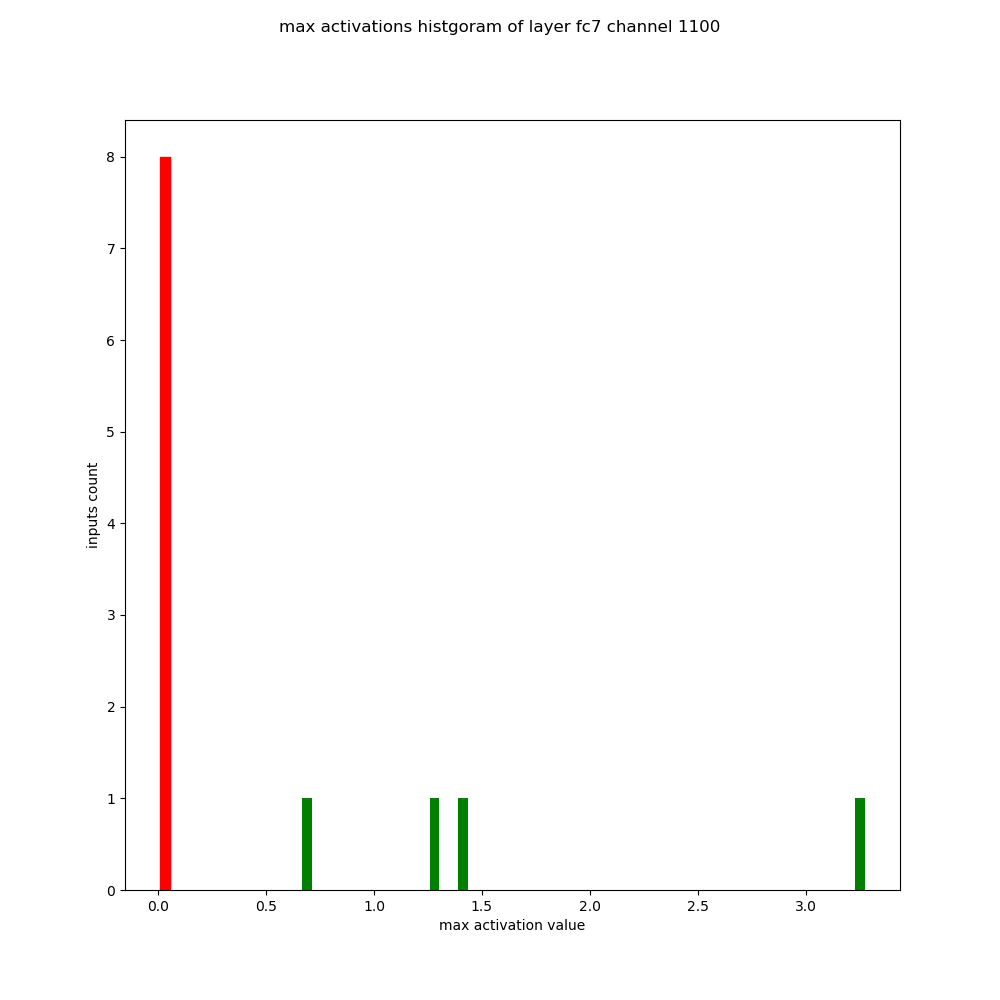 max activations histgoram of layer fc7 channel 1100
8
7
6
5
4
3
2
1
0
inputs count
0.0 0.5 1.0 1.5 2.0 2.5 3.0
max activation value